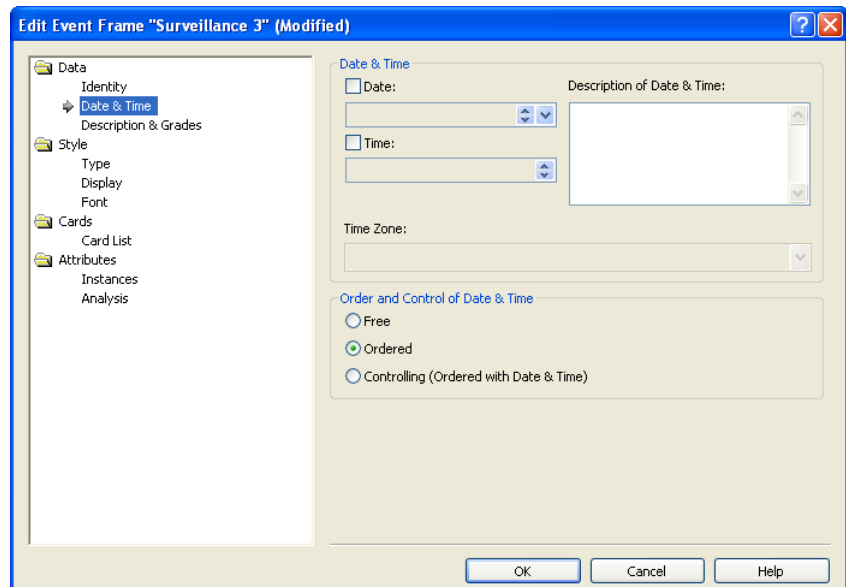 Edit Event Frame "Surveillance 3" (Modified)
Data
Identity
Date & Time
Description & Grades
Style
Type
Display
Font
Cards
Card List
Attributes
Instances
Analysis
Date & Time
Date:
Description of Date & Time:
Time:
Time Zone:
Order and Control of Date & Time
Free
Ordered
Controlling (Ordered with Date & Time)
OK
Cancel
Help